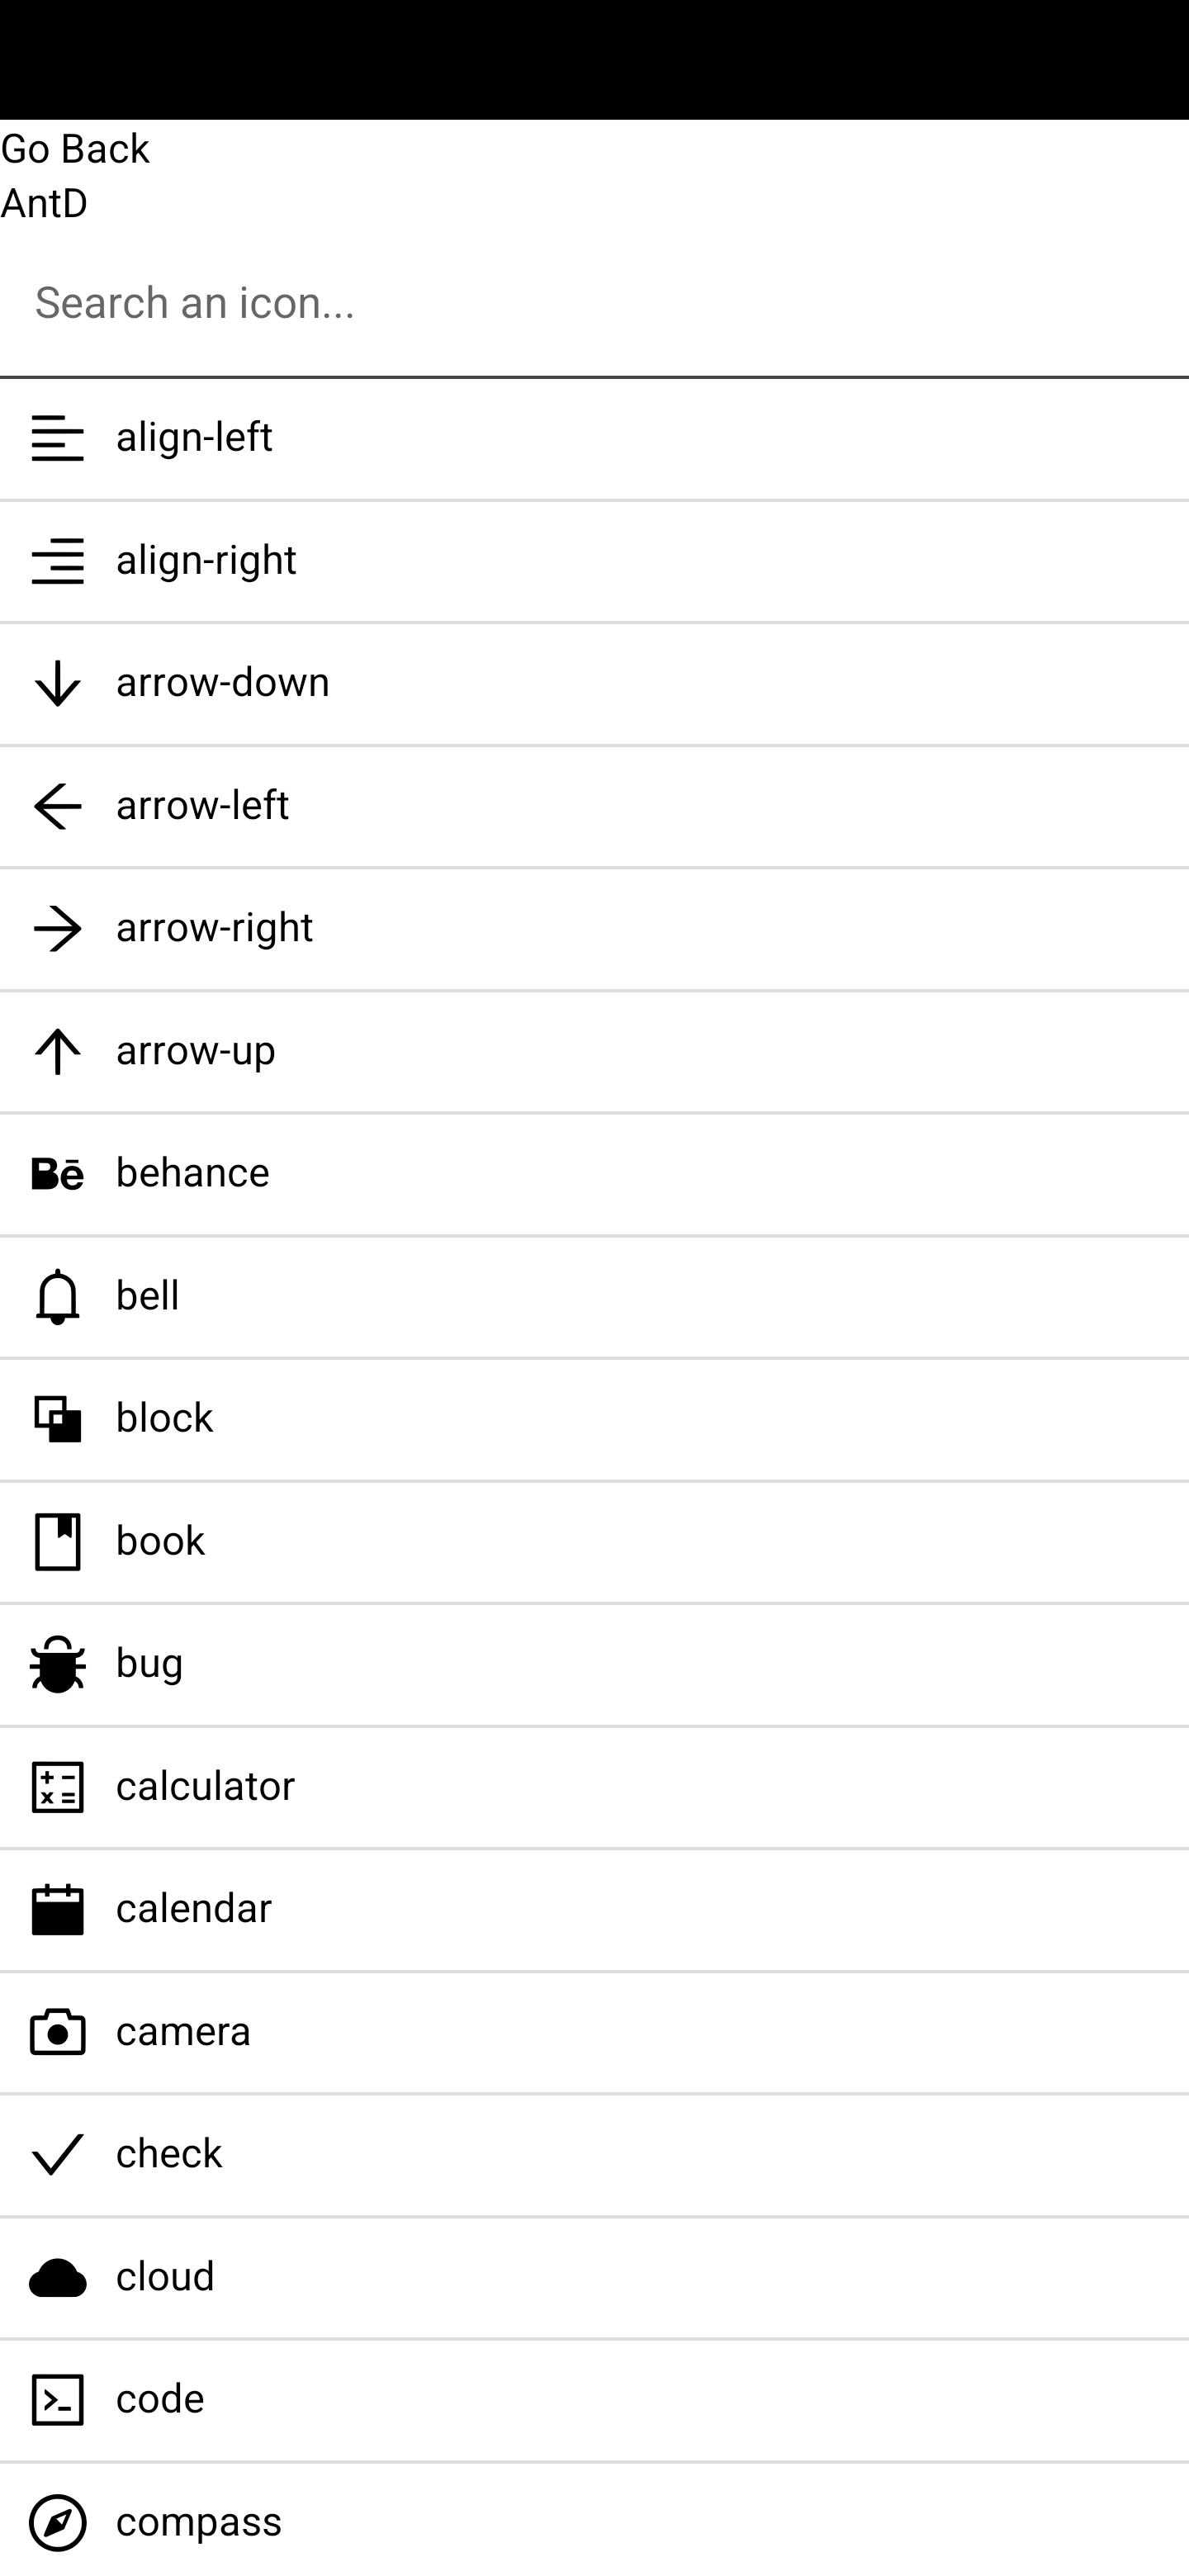 Go Back
AntD
Search an icon...
align-left
align-right
arrow-down
arrow-left
arrow-right
arrow-up
Bē behance
bell
block
book
bug
calculator
calendar
camera
check
cloud
code
compass